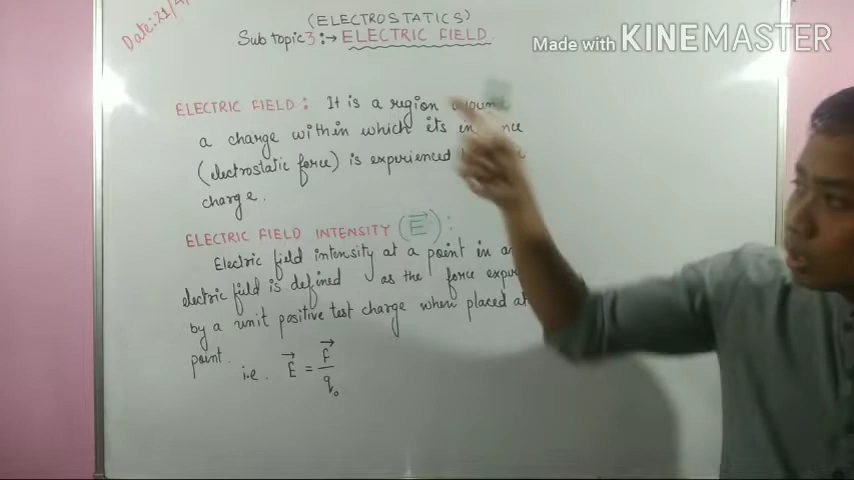 Date: 21/4/
(ELECTROSTATICS)
Sub topic 3 :→ ELECTRIC FIELD.
Made with KINEMASTER
ELECTRIC FIELD : It is a region
a charge within which its
(electrostatic force) is experienced
charge.
ELECTRIC FIELD INTENSITY (E⃗) :
Electric field intensity at a point in
electric field is defined as the force
by a unit positive test charge when placed at
point.
i.e. E⃗ = F⃗ / q₀